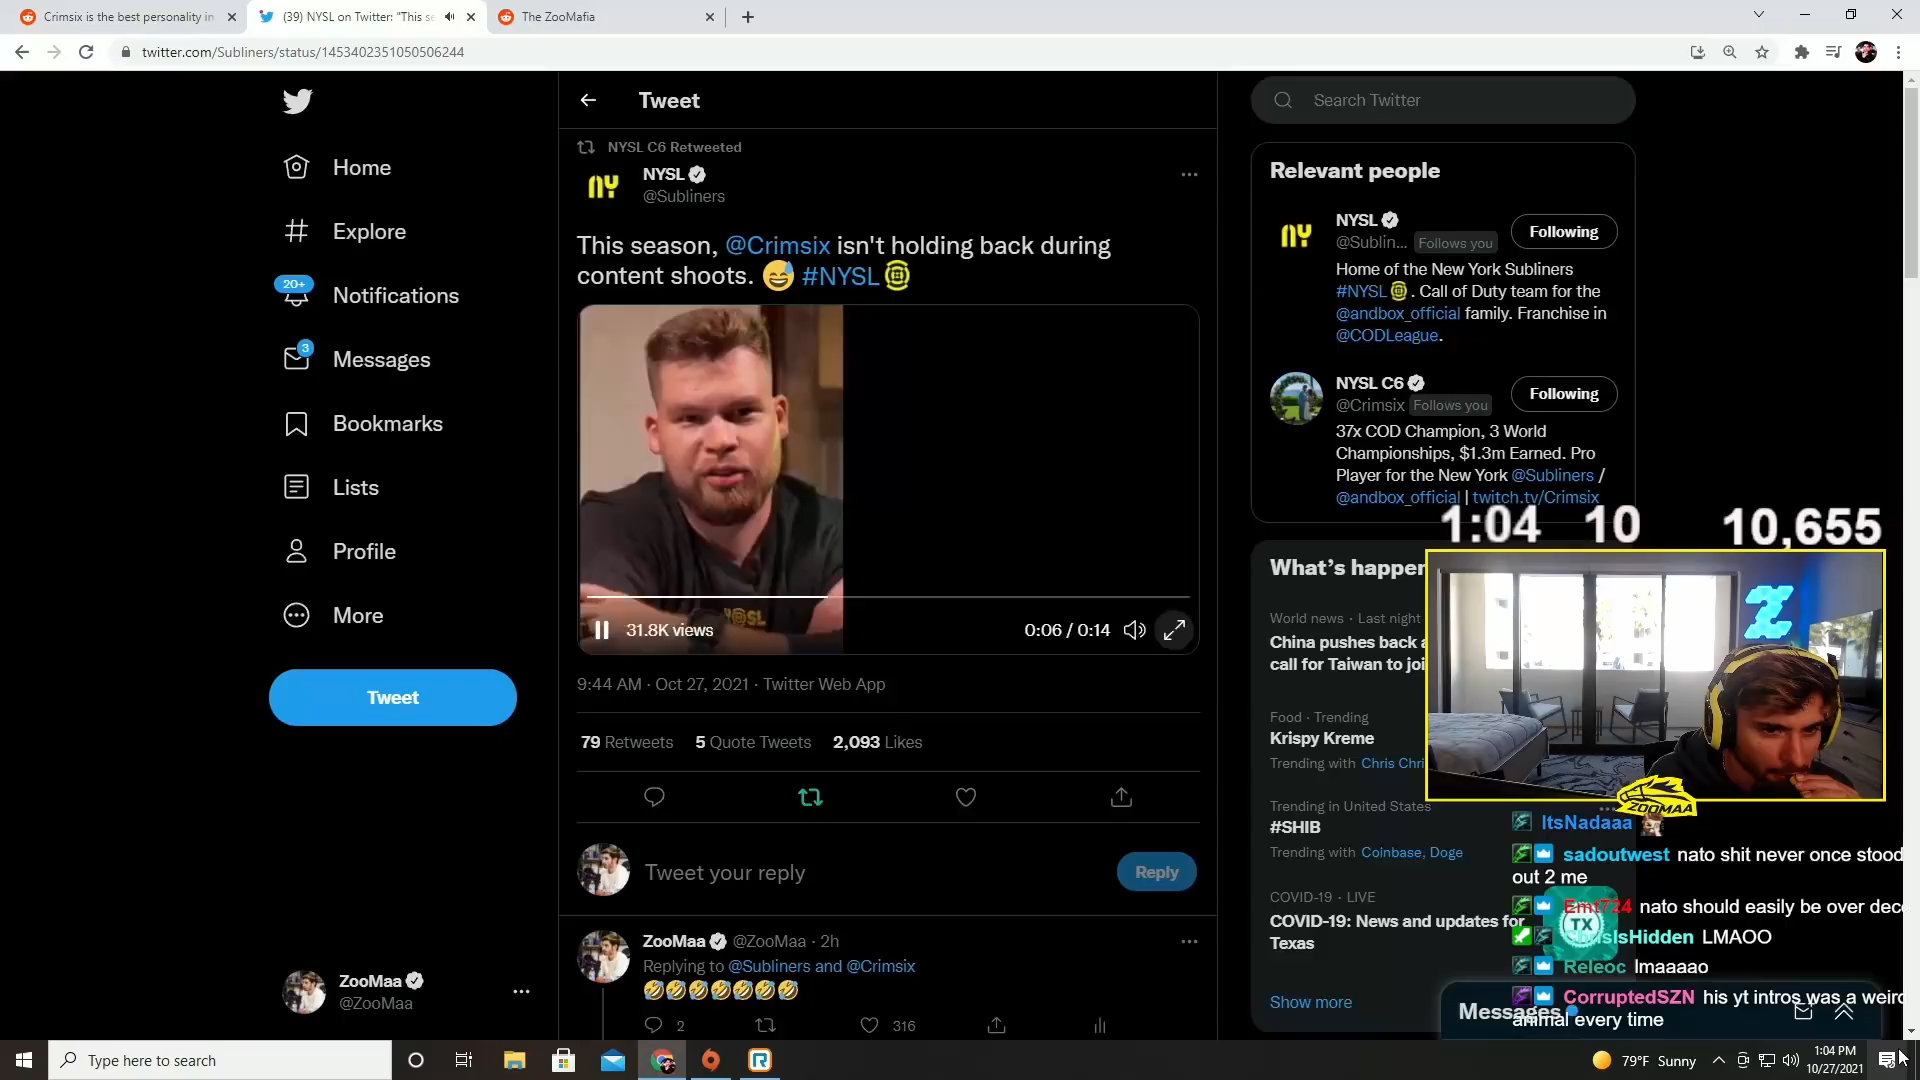 Crimsix is the best personality in
(39) NYSL on Twitter: "This se
The ZooMafia
twitter.com/Subliners/status/1453402351050506244
Home
Explore
20+
Notifications
3
Messages
Bookmarks
Lists
Profile
More
Tweet
ZooMaa
@ZooMaa
Tweet
NYSL C6 Retweeted
NY
NYSL
@Subliners
This season, @Crimsix isn't holding back during
content shoots. 😅 #NYSL
NYSL
31.8K views
0:06 / 0:14
9:44 AM · Oct 27, 2021 · Twitter Web App
79 Retweets 5 Quote Tweets 2,093 Likes
Tweet your reply
Reply
ZooMaa @ZooMaa · 2h
Replying to @Subliners and @Crimsix
🤣🤣🤣🤣🤣🤣🤣
2
316
Search Twitter
Relevant people
NY
NYSL
@Sublin... Follows you
Following
Home of the New York Subliners
#NYSL. Call of Duty team for the
@andbox_official family. Franchise in
@CODLeague.
NYSL C6
@Crimsix Follows you
Following
37x COD Champion, 3 World
Championships, $1.3m Earned. Pro
Player for the New York @Subliners /
@andbox_official | twitch.tv/Crimsix
1:04 10 10,655
What's happen
World news · Last night
China pushes back a
call for Taiwan to joi
Food · Trending
Krispy Kreme
Trending with Chris Chri
Trending in United States
#SHIB
Trending with Coinbase, Doge
COVID-19 · LIVE
COVID-19: News and updates for
Texas
Show more
Z
ZOOMAA
ItsNadaaa
sadoutwest nato shit never once stood
out 2 me
Emt724 nato should easily be over dec
TX
IsHidden LMAOO
Releoc lmaaaao
CorruptedSZN his yt intros was a weird
animal every time
Messages
Type here to search
79°F Sunny
1:04 PM
10/27/2021